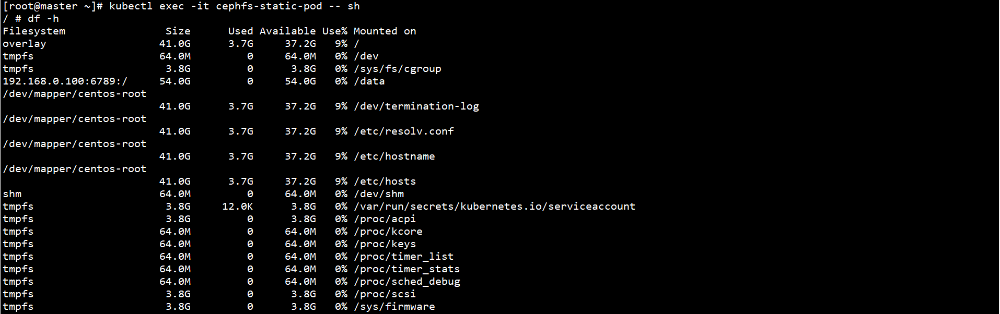 [root@master ~]# kubectl exec -it cephfs-static-pod -- sh
/ # df -h
Filesystem                Size      Used Available Use% Mounted on
overlay                  41.0G      3.7G     37.2G   9% /
tmpfs                    64.0M         0     64.0M   0% /dev
tmpfs                     3.8G         0      3.8G   0% /sys/fs/cgroup
192.168.0.100:6789:/     54.0G         0     54.0G   0% /data
/dev/mapper/centos-root
                         41.0G      3.7G     37.2G   9% /dev/termination-log
/dev/mapper/centos-root
                         41.0G      3.7G     37.2G   9% /etc/resolv.conf
/dev/mapper/centos-root
                         41.0G      3.7G     37.2G   9% /etc/hostname
/dev/mapper/centos-root
                         41.0G      3.7G     37.2G   9% /etc/hosts
shm                      64.0M         0     64.0M   0% /dev/shm
tmpfs                     3.8G     12.0K      3.8G   0% /var/run/secrets/kubernetes.io/serviceaccount
tmpfs                     3.8G         0      3.8G   0% /proc/acpi
tmpfs                    64.0M         0     64.0M   0% /proc/kcore
tmpfs                    64.0M         0     64.0M   0% /proc/keys
tmpfs                    64.0M         0     64.0M   0% /proc/timer_list
tmpfs                    64.0M         0     64.0M   0% /proc/timer_stats
tmpfs                    64.0M         0     64.0M   0% /proc/sched_debug
tmpfs                     3.8G         0      3.8G   0% /proc/scsi
tmpfs                     3.8G         0      3.8G   0% /sys/firmware